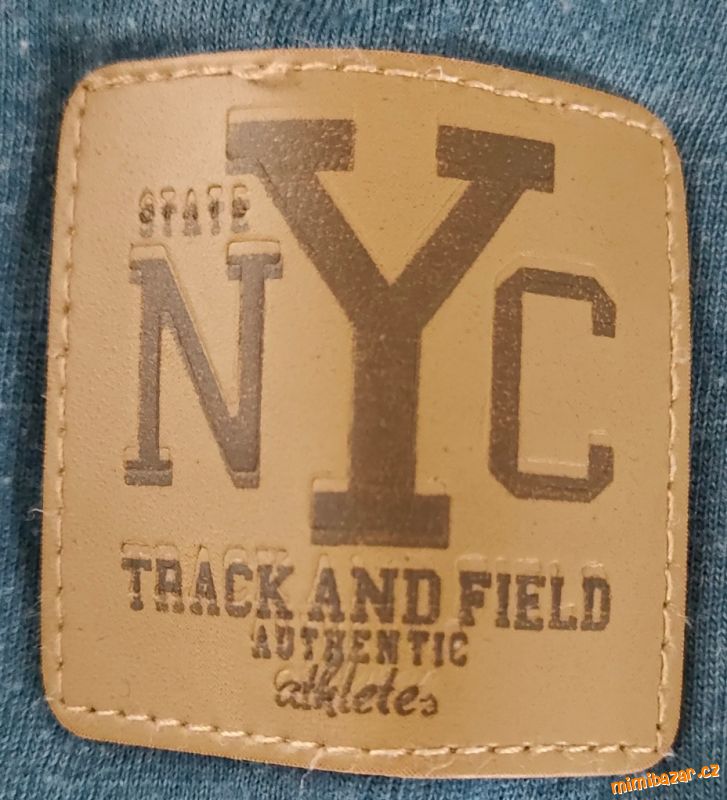 STATE
NYC
TRACK AND FIELD
AUTHENTIC
athletes
mimibazar.cz